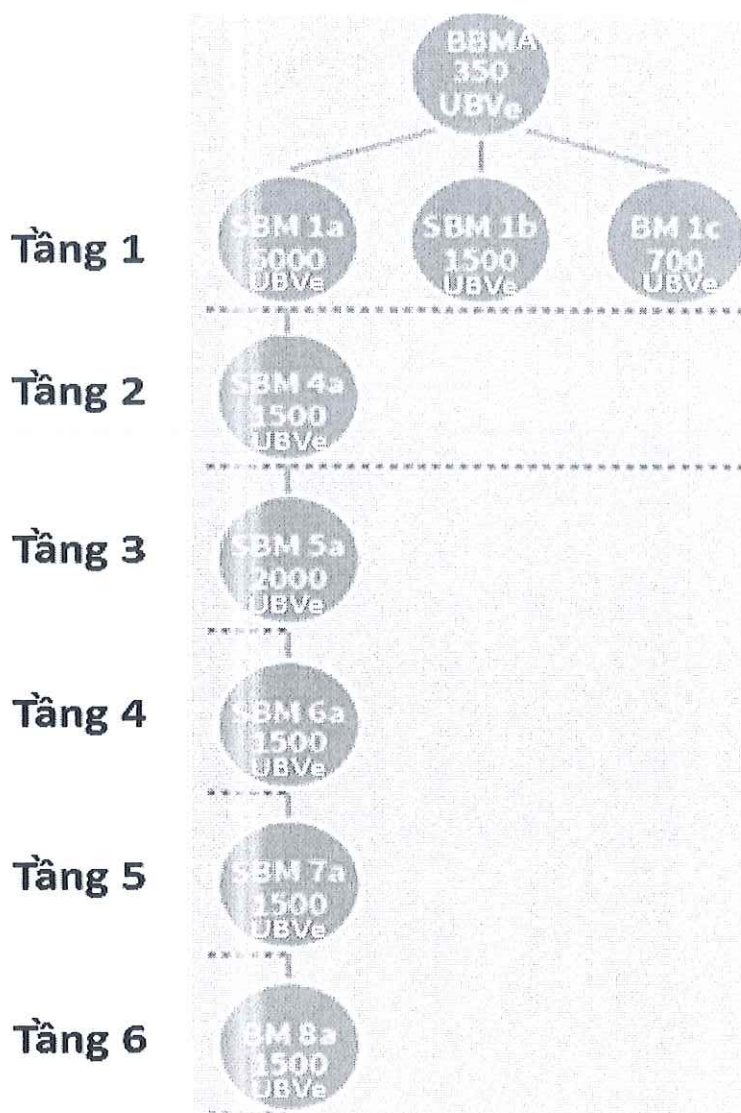 BBMA
350
UBVe
Tầng 1
SBM 1a
5000
UBVe
SBM 1b
1500
UBVe
BM 1c
700
UBVe
Tầng 2
SBM 4a
1500
UBVe
Tầng 3
SBM 5a
2000
UBVe
Tầng 4
SBM 6a
1500
UBVe
Tầng 5
SBM 7a
1500
UBVe
Tầng 6
BM 8a
1500
UBVe